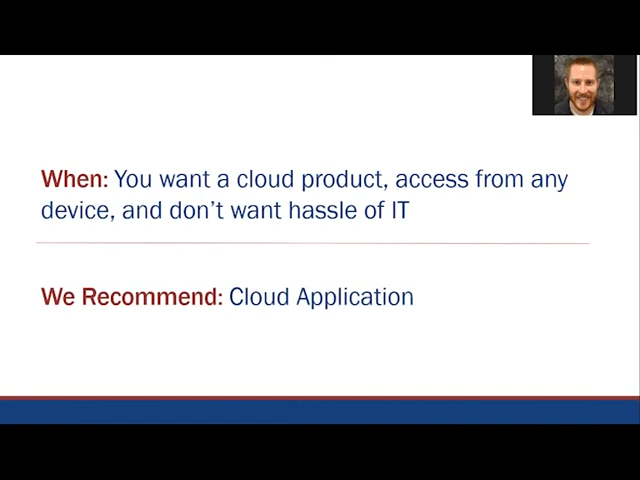 When: You want a cloud product, access from any
device, and don’t want hassle of IT
We Recommend: Cloud Application